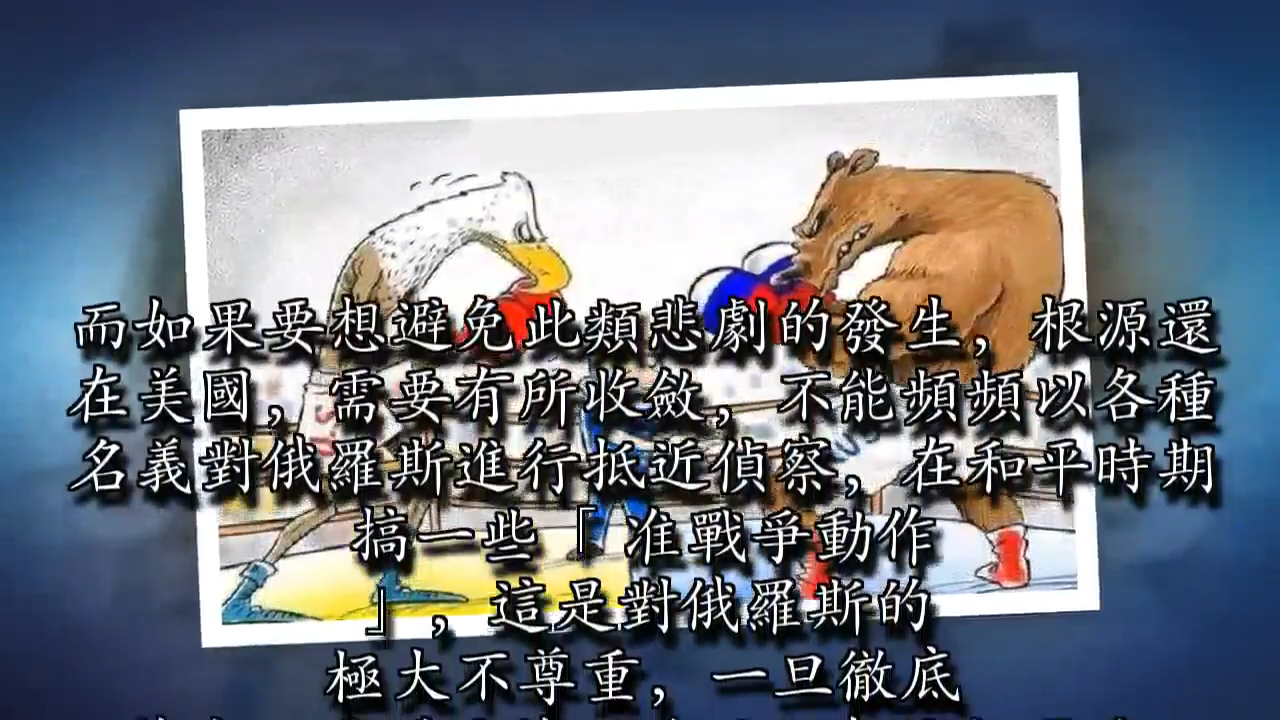 而如果要想避免此類悲劇的發生，根源還
在美國，需要有所收斂，不能頻頻以各種
名義對俄羅斯進行抵近偵察，在和平時期
搞一些「准戰爭動作
」，這是對俄羅斯的
極大不尊重，一旦徹底